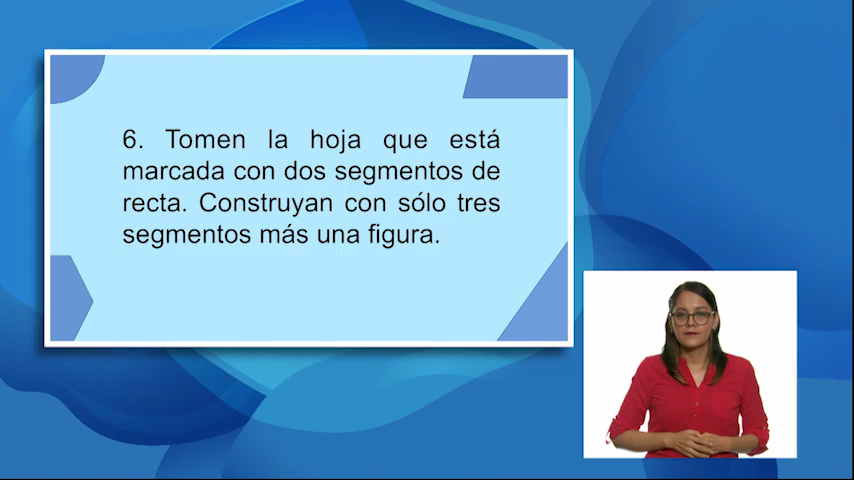 6. Tomen la hoja que está
marcada con dos segmentos de
recta. Construyan con sólo tres
segmentos más una figura.